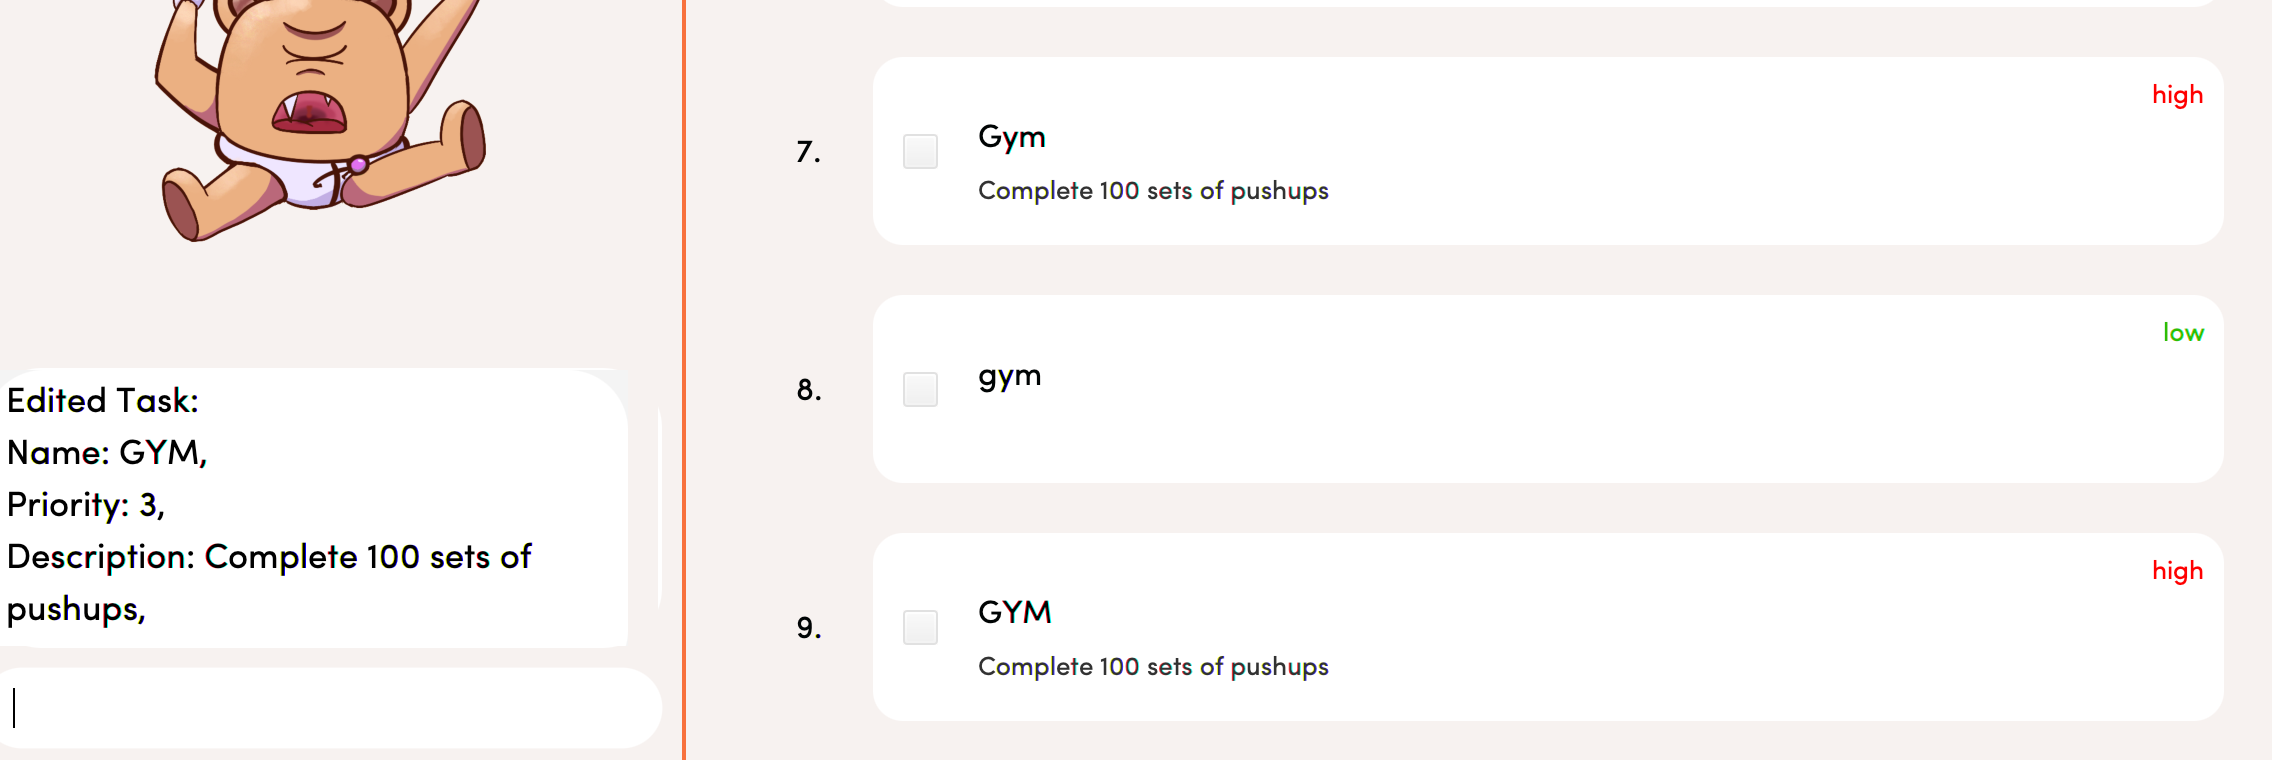 Edited Task:
Name: GYM,
Priority: 3,
Description: Complete 100 sets of
pushups,
7.
high
Gym
Complete 100 sets of pushups
8.
low
gym
9.
high
GYM
Complete 100 sets of pushups